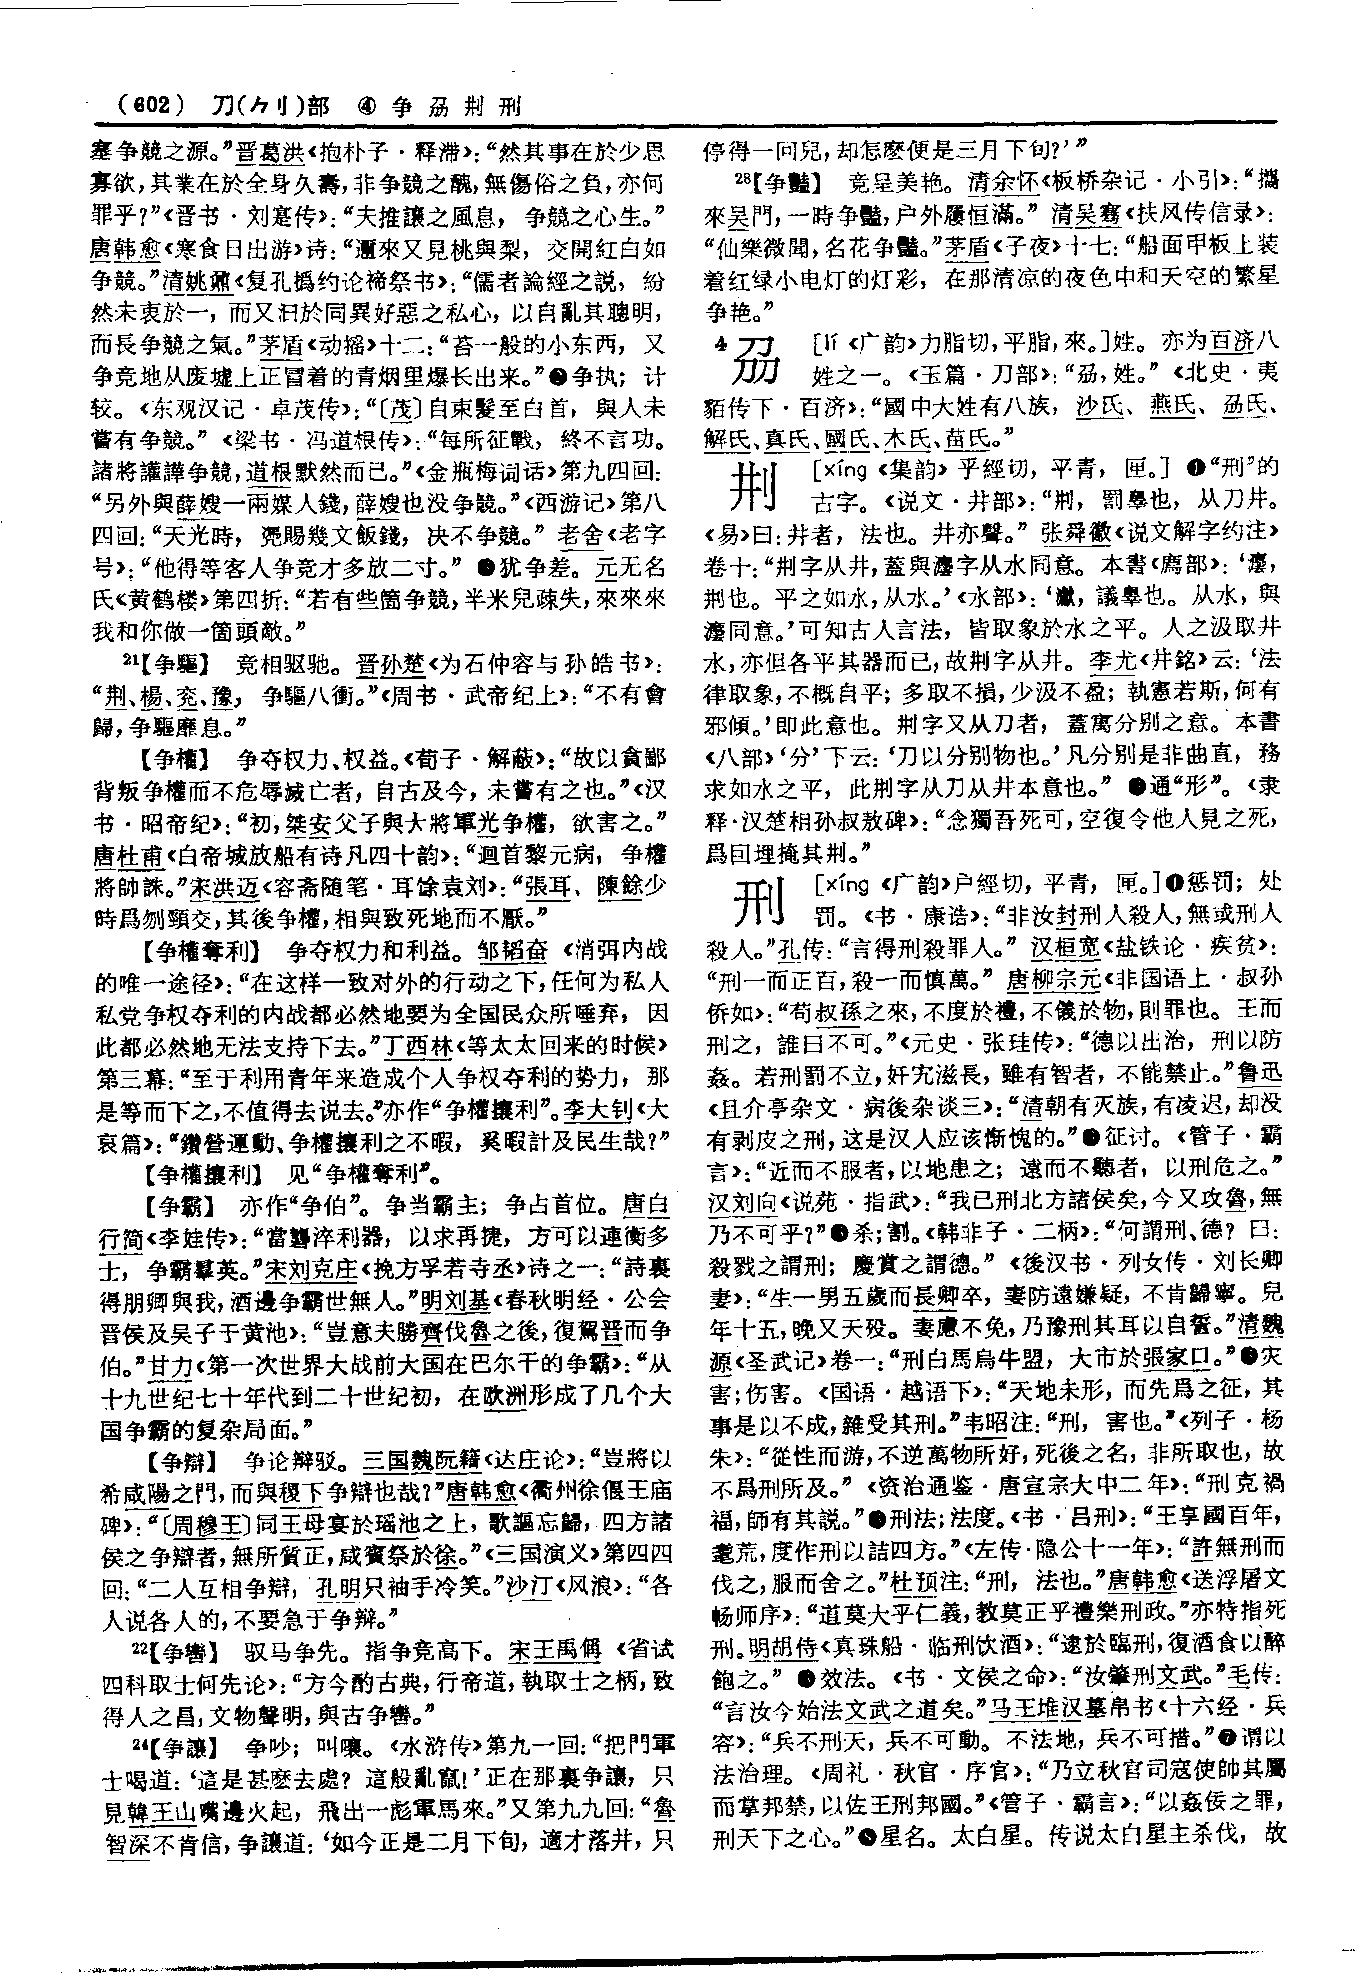 (602) 刀(⺈刂)部 ④争 刕 荆 刑
塞争競之源。”晋葛洪《抱朴子·释滞》：“然其事在於少思
寡欲，其業在於全身久壽，非争競之醜，無傷俗之負，亦何
罪乎？”《晋书·刘寔传》：“夫推讓之風息，争競之心生。”
唐韩愈《寒食日出游》诗：“邇來又見桃與梨，交開紅白如
争競。”清姚鼐《复孔撝约论禘祭书》：“儒者論經之説，紛
然未衷於一，而又汩於同異好惡之私心，以自亂其聰明，
而長争競之氣。”茅盾《动摇》十二：“苔一般的小东西，又
争竞地从废墟上正冒着的青烟里爆长出来。”❷争执；计
较。《东观汉记·卓茂传》：“〔茂〕自束髮至白首，與人未
嘗有争競。”《梁书·冯道根传》：“每所征戰，終不言功。
諸將讙譁争競，道根默然而已。”《金瓶梅词话》第九四回：
“另外與薛嫂一兩媒人錢，薛嫂也没争競。”《西游记》第八
四回：“天光時，凭賜幾文飯錢，决不争競。”老舍《老字
号》：“他得等客人争竞才多放二寸。”❸犹争差。元无名
氏《黄鹤楼》第四折：“若有些箇争競，半米兒疎失，來來來
我和你做一箇頭敵。”
21【争驅】 竞相驱驰。晋孙楚《为石仲容与孙皓书》：
“荆、楊、兖、豫，争驅八衝。”《周书·武帝纪上》：“不有會
歸，争驅靡息。”
【争權】 争夺权力、权益。《荀子·解蔽》：“故以貪鄙
背叛争權而不危辱滅亡者，自古及今，未嘗有之也。”《汉
书·昭帝纪》：“初，桀安父子與大將軍光争權，欲害之。”
唐杜甫《白帝城放船有诗凡四十韵》：“迴首黎元病，争權
將帥誅。”宋洪迈《容斋随笔·耳馀袁刘》：“張耳、陳餘少
時爲刎頸交，其後争權，相與致死地而不厭。”
【争權奪利】 争夺权力和利益。邹韬奋《消弭内战
的唯一途径》：“在这样一致对外的行动之下，任何为私人
私党争权夺利的内战都必然地要为全国民众所唾弃，因
此都必然地无法支持下去。”丁西林《等太太回来的时候》
第三幕：“至于利用青年来造成个人争权夺利的势力，那
是等而下之，不值得去说去。”亦作“争權攘利”。李大钊《大
哀篇》：“鑽營運動、争權攘利之不暇，奚暇計及民生哉？”
【争權攘利】 见“争權奪利”。
【争霸】 亦作“争伯”。争当霸主；争占首位。唐白
行简《李娃传》：“當礱淬利器，以求再捷，方可以連衡多
士，争霸羣英。”宋刘克庄《挽方孚若寺丞》诗之一：“詩裏
得朋卿與我，酒邊争霸世無人。”明刘基《春秋明经·公会
晋侯及吴子于黄池》：“豈意夫勝齊伐魯之後，復駕晉而争
伯。”甘力《第一次世界大战前大国在巴尔干的争霸》：“从
十九世纪七十年代到二十世纪初，在欧洲形成了几个大
国争霸的复杂局面。”
【争辯】 争论辩驳。三国魏阮籍《达庄论》：“豈將以
希咸陽之門，而與稷下争辯也哉？”唐韩愈《衢州徐偃王庙
碑》：“〔周穆王〕同王母宴於瑶池之上，歌謳忘歸，四方諸
侯之争辯者，無所質正，咸賓祭於徐。”《三国演义》第四四
回：“二人互相争辯，孔明只袖手冷笑。”沙汀《风浪》：“各
人说各人的，不要急于争辩。”
22【争轡】 驭马争先。指争竞高下。宋王禹偁《省试
四科取士何先论》：“方今酌古典，行帝道，執取士之柄，致
得人之昌，文物聲明，與古争轡。”
24【争讓】 争吵；叫嚷。《水浒传》第九一回：“把門軍
士喝道：‘這是甚麽去處？這般亂竄！’正在那裏争讓，只
見韓王山嘴邊火起，飛出一彪軍馬來。”又第九九回：“魯
智深不肯信，争讓道：‘如今正是二月下旬，適才落井，只
停得一回兒，却怎麽便是三月下旬？’”
28【争豔】 竞呈美艳。清余怀《板桥杂记·小引》：“攜
來吴門，一時争豔，户外屨恒滿。”清吴骞《扶风传信录》：
“仙樂微聞，名花争豔。”茅盾《子夜》十七：“船面甲板上装
着红绿小电灯的灯彩，在那清凉的夜色中和天空的繁星
争艳。”
4 刕 [lí《广韵》力脂切，平脂，來。]姓。亦为百济八
姓之一。《玉篇·刀部》：“刕，姓。”《北史·夷
貊传下·百济》：“國中大姓有八族，沙氏、燕氏、刕氏、
解氏、真氏、國氏、木氏、苗氏。”
荆 [xíng《集韵》乎經切，平青，匣。] ❶“刑”的
古字。《说文·井部》：“荆，罰辠也，从刀井。
《易》曰：井者，法也。井亦聲。”张舜徽《说文解字约注》
卷十：“荆字从井，蓋與灋字从水同意。本書《廌部》：‘灋，
荆也。平之如水，从水。’《水部》：‘瀗，議辠也。从水，與
灋同意。’可知古人言法，皆取象於水之平。人之汲取井
水，亦但各平其器而已，故荆字从井。李尤《井銘》云：‘法
律取象，不概自平；多取不損，少汲不盈；執憲若斯，何有
邪傾。’即此意也。荆字又从刀者，蓋寓分别之意。本書
《八部》‘分’下云：‘刀以分别物也。’凡分别是非曲直，務
求如水之平，此荆字从刀从井本意也。”❷通“形”。《隶
释·汉楚相孙叔敖碑》：“念獨吾死可，空復令他人見之死，
爲回埋掩其荆。”
刑 [xíng《广韵》户經切，平青，匣。]❶惩罚；处
罚。《书·康诰》：“非汝封刑人殺人，無或刑人
殺人。”孔传：“言得刑殺罪人。”汉桓宽《盐铁论·疾贫》：
“刑一而正百，殺一而慎萬。”唐柳宗元《非国语上·叔孙
侨如》：“苟叔孫之來，不度於禮，不儀於物，則罪也。王而
刑之，誰曰不可。”《元史·张珪传》：“德以出治，刑以防
姦。若刑罰不立，奸宄滋長，雖有智者，不能禁止。”鲁迅
《且介亭杂文·病後杂谈三》：“清朝有灭族，有凌迟，却没
有剥皮之刑，这是汉人应该惭愧的。”❷征讨。《管子·霸
言》：“近而不服者，以地患之；遠而不聽者，以刑危之。”
汉刘向《说苑·指武》：“我已刑北方諸侯矣，今又攻魯，無
乃不可乎？”❸杀；割。《韩非子·二柄》：“何謂刑、德？曰：
殺戮之謂刑；慶賞之謂德。”《後汉书·列女传·刘长卿
妻》：“生一男五歲而長卿卒，妻防遠嫌疑，不肯歸寧。兒
年十五，晚又夭殁。妻慮不免，乃豫刑其耳以自誓。”清魏
源《圣武记》卷一：“刑白馬烏牛盟，大市於張家口。”❹灾
害；伤害。《国语·越语下》：“天地未形，而先爲之征，其
事是以不成，雜受其刑。”韦昭注：“刑，害也。”《列子·杨
朱》：“從性而游，不逆萬物所好，死後之名，非所取也，故
不爲刑所及。”《资治通鉴·唐宣宗大中二年》：“刑克禍
福，師有其説。”❺刑法；法度。《书·吕刑》：“王享國百年，
耄荒，度作刑以詰四方。”《左传·隐公十一年》：“許無刑而
伐之，服而舍之。”杜预注：“刑，法也。”唐韩愈《送浮屠文
畅师序》：“道莫大乎仁義，教莫正乎禮樂刑政。”亦特指死
刑。明胡侍《真珠船·临刑饮酒》：“逮於臨刑，復酒食以醉
飽之。”❻效法。《书·文侯之命》：“汝肇刑文武。”毛传：
“言汝今始法文武之道矣。”马王堆汉墓帛书《十六经·兵
容》：“兵不刑天，兵不可動。不法地，兵不可措。”❼谓以
法治理。《周礼·秋官·序官》：“乃立秋官司寇使帥其屬
而掌邦禁，以佐王刑邦國。”《管子·霸言》：“以姦佞之罪，
刑天下之心。”❽星名。太白星。传说太白星主杀伐，故